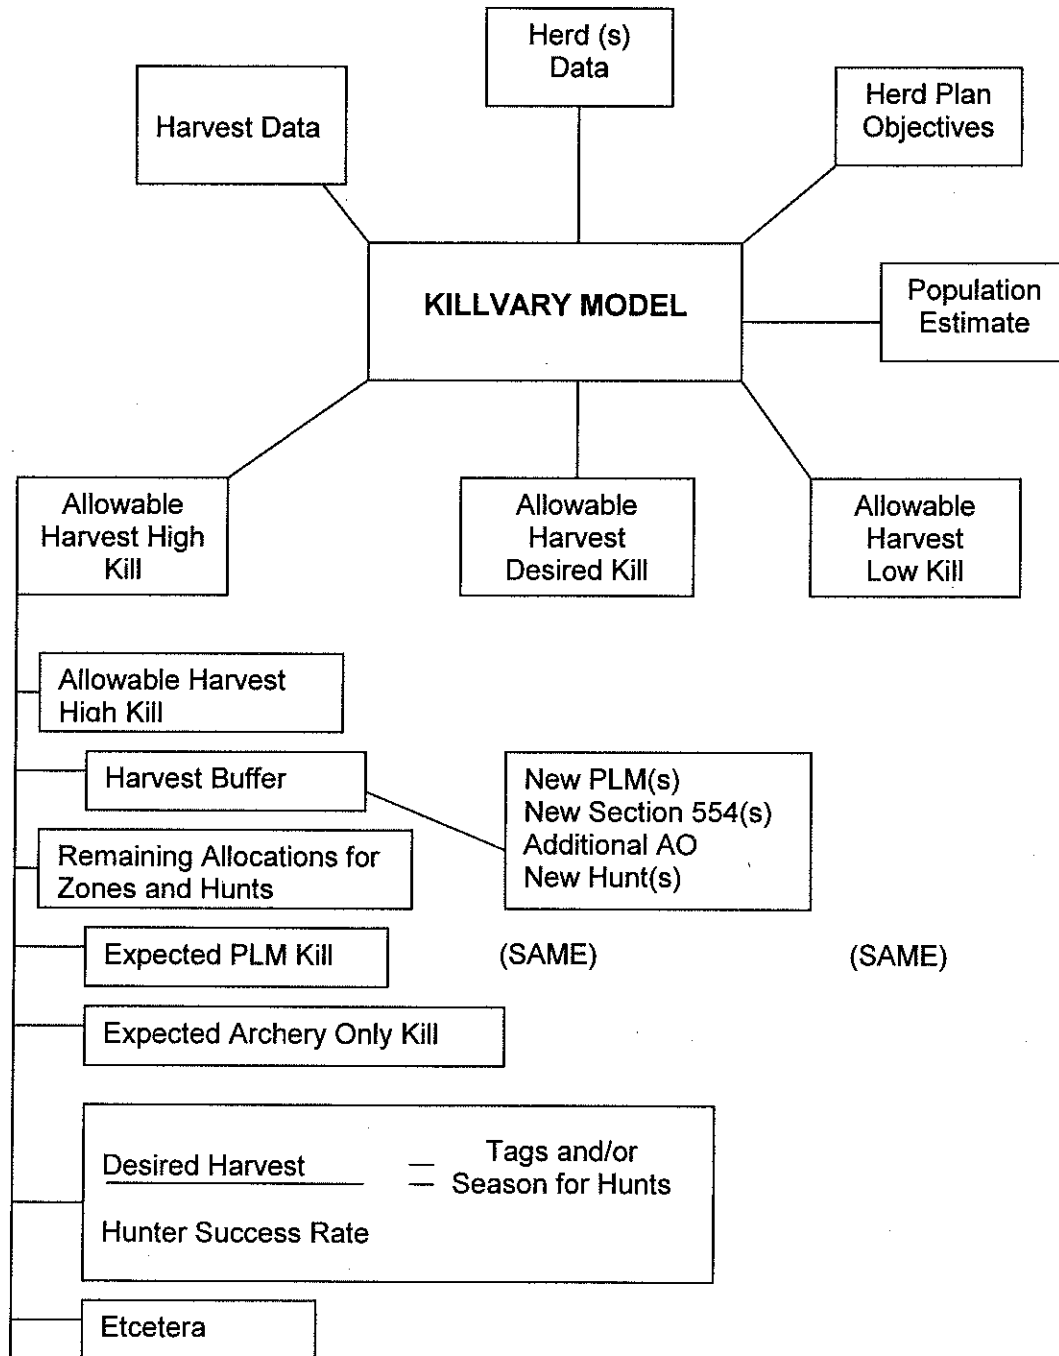 Herd (s)
Data
Harvest Data
Herd Plan
Objectives
KILLVARY MODEL
Population
Estimate
Allowable
Harvest High
Kill
Allowable
Harvest
Desired Kill
Allowable
Harvest
Low Kill
Allowable Harvest
High Kill
Harvest Buffer
New PLM(s)
New Section 554(s)
Additional AO
New Hunt(s)
Remaining Allocations for
Zones and Hunts
Expected PLM Kill
(SAME)
(SAME)
Expected Archery Only Kill
Desired Harvest
=
Tags and/or
Season for Hunts
Hunter Success Rate
Etcetera